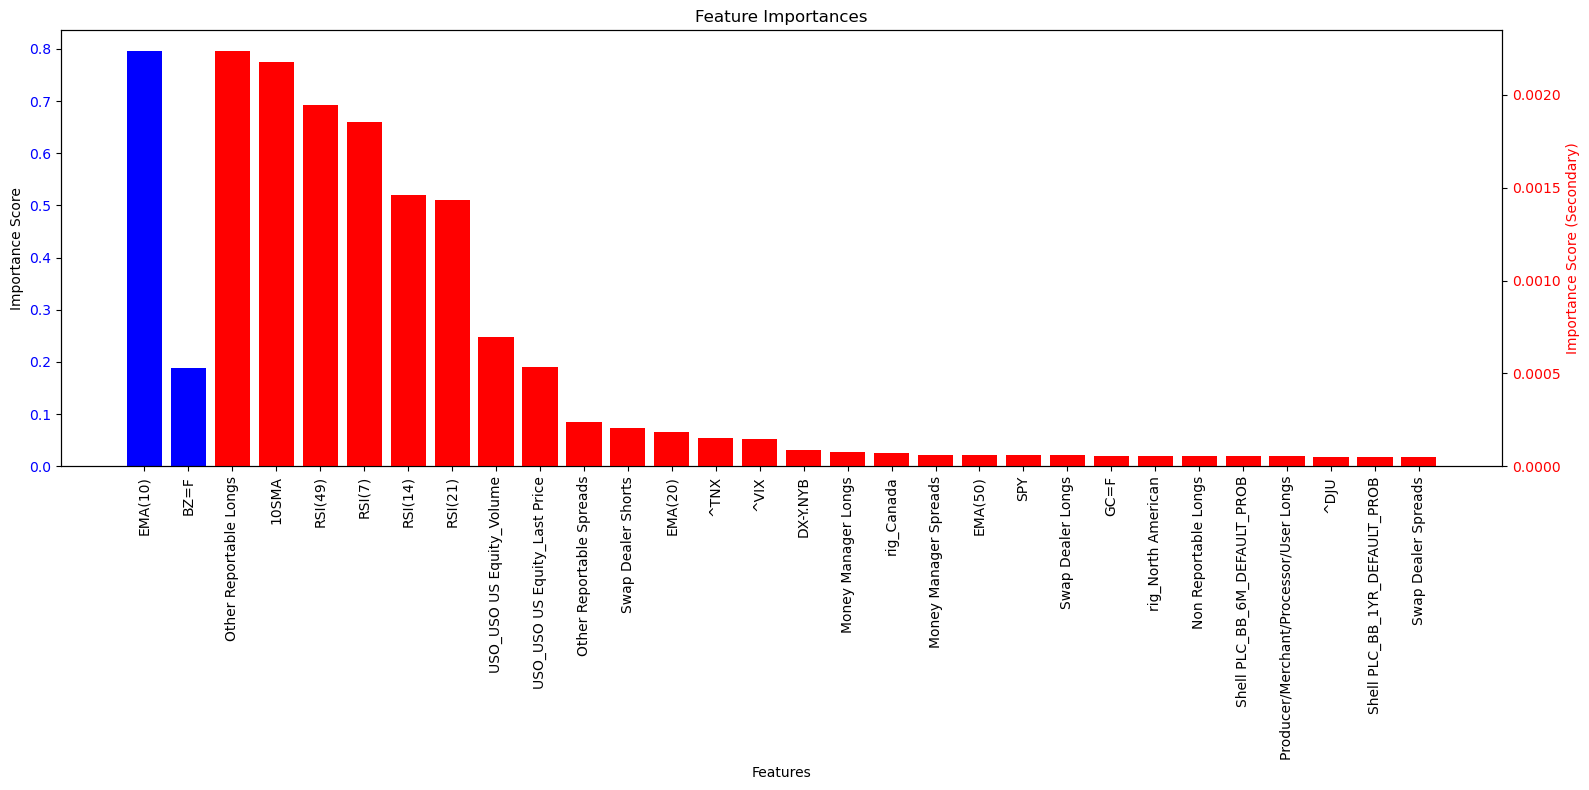 Feature Importances
Importance Score
0.8
0.7
0.6
0.5
0.4
0.3
0.2
0.1
0.0
0.0020
0.0015
0.0010
0.0005
0.0000
Importance Score (Secondary)
EMA(10)
BZ=F
Other Reportable Longs
10SMA
RSI(49)
RSI(7)
RSI(14)
RSI(21)
USO_USO US Equity_Volume
USO_USO US Equity_Last Price
Other Reportable Spreads
Swap Dealer Shorts
EMA(20)
^TNX
^VIX
DX-Y.NYB
Money Manager Longs
rig_Canada
Money Manager Spreads
EMA(50)
SPY
Swap Dealer Longs
GC=F
rig_North American
Non Reportable Longs
Shell PLC_BB_6M_DEFAULT_PROB
Producer/Merchant/Processor/User Longs
^DJU
Shell PLC_BB_1YR_DEFAULT_PROB
Swap Dealer Spreads
Features